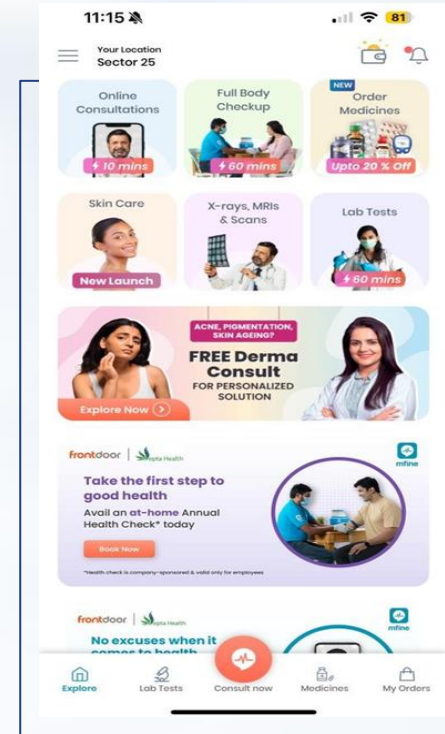 11:15
81
Your Location
Sector 25
Online
Consultations
10 mins
Full Body
Checkup
60 mins
NEW
Order
Medicines
Upto 20 % Off
Skin Care
New Launch
X-rays, MRIs
& Scans
Lab Tests
60 mins
ACNE, PIGMENTATION,
SKIN AGEING?
FREE Derma
Consult
FOR PERSONALIZED
SOLUTION
Explore Now
frontdoor
epta Health
mfine
Take the first step to
good health
Avail an at-home Annual
Health Check* today
Book Now
*Health check is company-sponsored & valid only for employees
frontdoor
epta Health
mfine
No excuses when it
comes to health
Explore
Lab Tests
Consult now
Medicines
My Orders